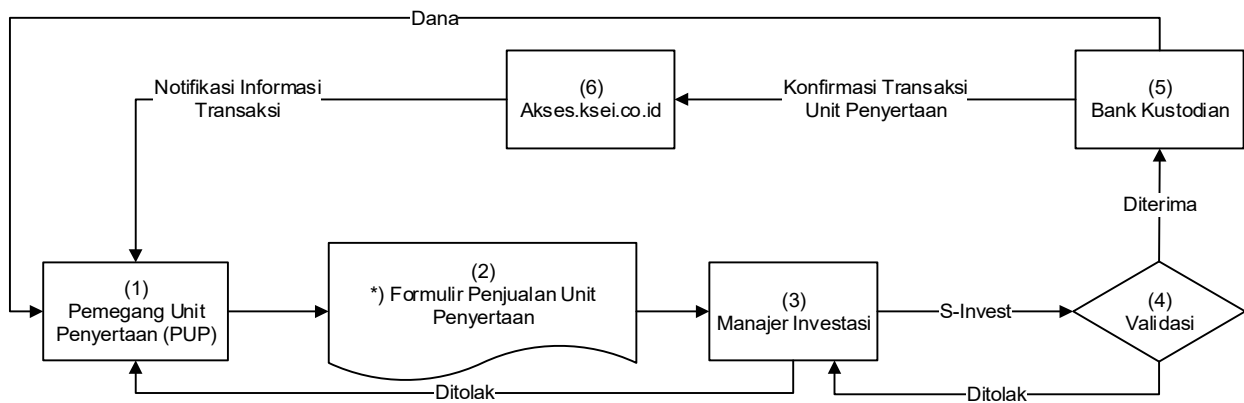 Dana
Notifikasi Informasi
Transaksi
(6)
Akses.ksei.co.id
Konfirmasi Transaksi
Unit Penyertaan
(5)
Bank Kustodian
Diterima
(1)
Pemegang Unit
Penyertaan (PUP)
(2)
*) Formulir Penjualan Unit
Penyertaan
(3)
Manajer Investasi
S-Invest
(4)
Validasi
Ditolak
Ditolak